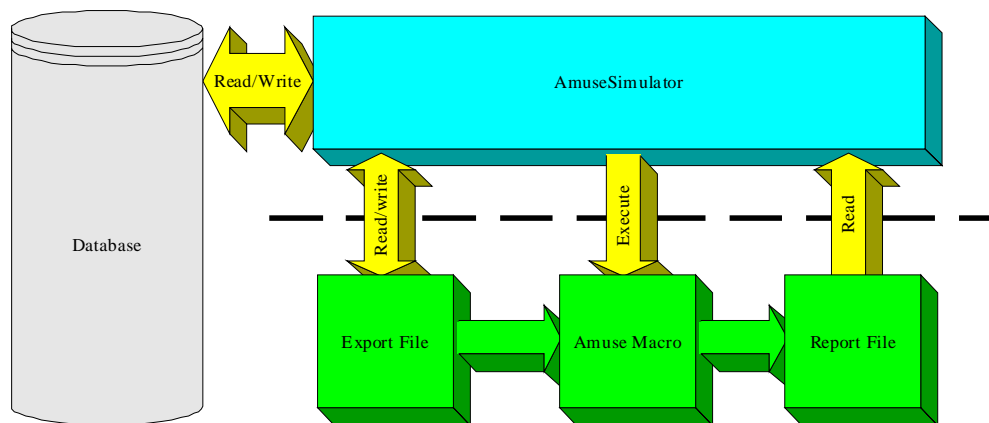 Read/Write
AmuseSimulator
Read/write
Execute
Read
Database
Export File
Amuse Macro
Report File